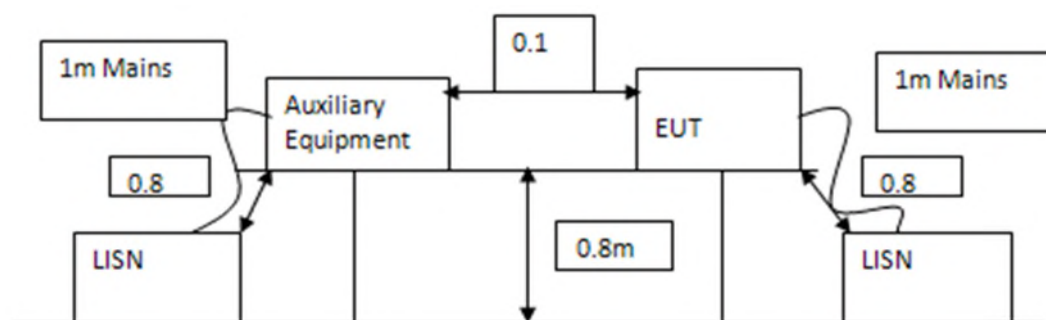 0.1
1m Mains
1m Mains
Auxiliary
Equipment
EUT
0.8
0.8
0.8m
LISN
LISN